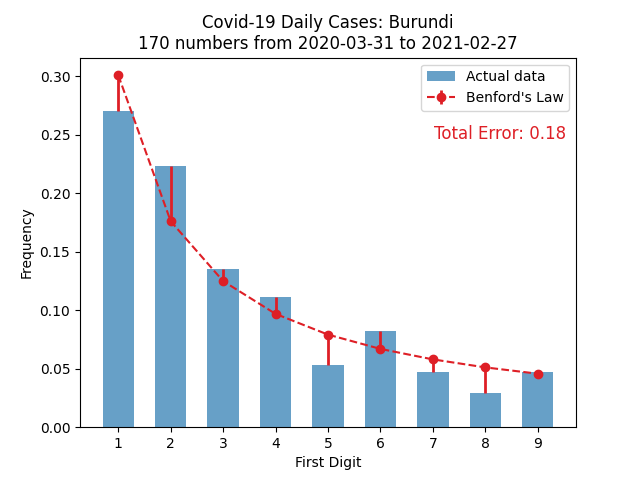 Covid-19 Daily Cases: Burundi
170 numbers from 2020-03-31 to 2021-02-27
Actual data
Benford's Law
Total Error: 0.18
Frequency
0.30
0.25
0.20
0.15
0.10
0.05
0.00
1 2 3 4 5 6 7 8 9
First Digit